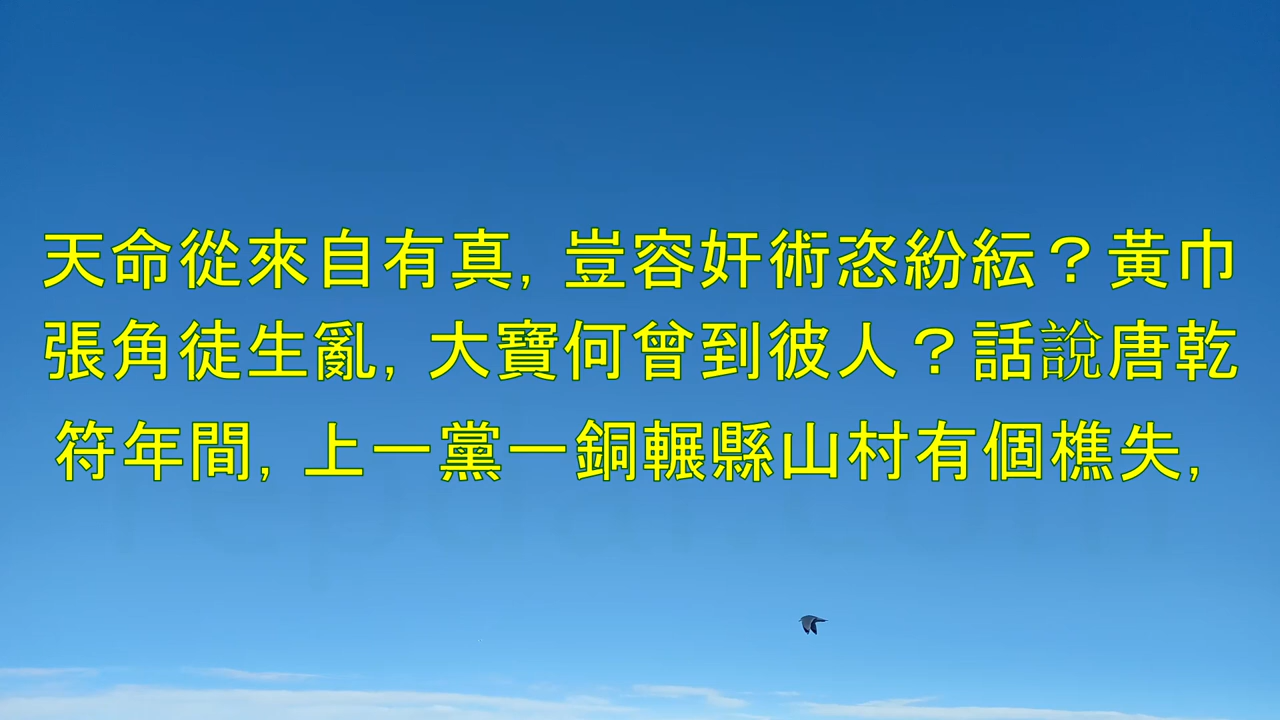 天命從來自有真，豈容奸術恣紛紜？黃巾
張角徒生亂，大寶何曾到彼人？話說唐乾
符年間，上一黨一銅輾縣山村有個樵失，